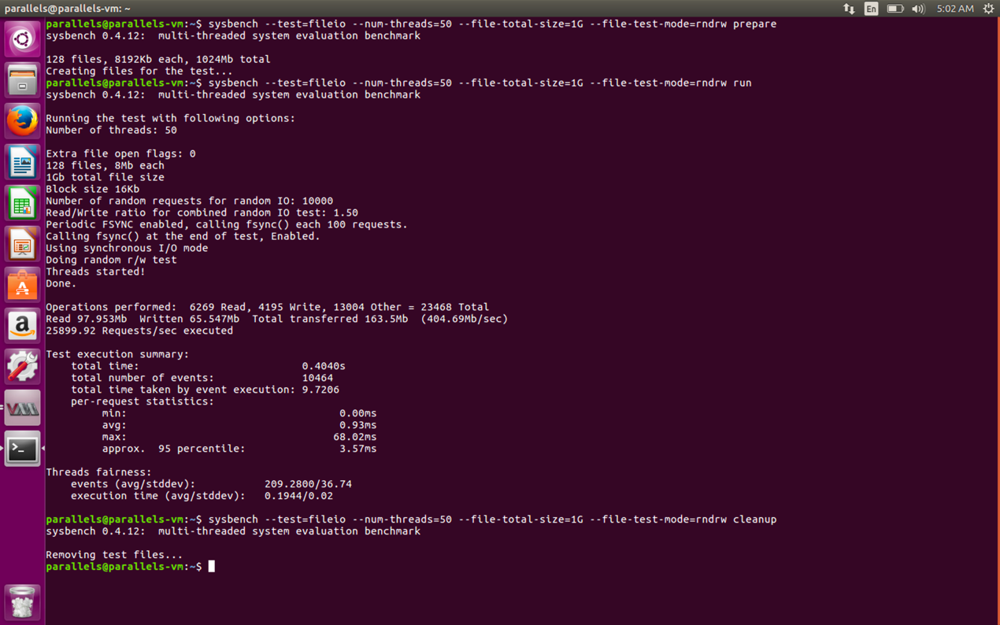 parallels@parallels-vm: ~
En
5:02 AM
parallels@parallels-vm:~$ sysbench --test=fileio --num-threads=50 --file-total-size=1G --file-test-mode=rndrw prepare
sysbench 0.4.12:  multi-threaded system evaluation benchmark
128 files, 8192Kb each, 1024Mb total
Creating files for the test...
parallels@parallels-vm:~$ sysbench --test=fileio --num-threads=50 --file-total-size=1G --file-test-mode=rndrw run
sysbench 0.4.12:  multi-threaded system evaluation benchmark
Running the test with following options:
Number of threads: 50
Extra file open flags: 0
128 files, 8Mb each
1Gb total file size
Block size 16Kb
Number of random requests for random IO: 10000
Read/Write ratio for combined random IO test: 1.50
Periodic FSYNC enabled, calling fsync() each 100 requests.
Calling fsync() at the end of test, Enabled.
Using synchronous I/O mode
Doing random r/w test
Threads started!
Done.
Operations performed:  6269 Read, 4195 Write, 13004 Other = 23468 Total
Read 97.953Mb  Written 65.547Mb  Total transferred 163.5Mb  (404.69Mb/sec)
25899.92 Requests/sec executed
Test execution summary:
total time:                          0.4040s
total number of events:              10464
total time taken by event execution: 9.7206
per-request statistics:
min:                                  0.00ms
avg:                                  0.93ms
max:                                 68.02ms
approx.  95 percentile:               3.57ms
Threads fairness:
events (avg/stddev):           209.2800/36.74
execution time (avg/stddev):   0.1944/0.02
parallels@parallels-vm:~$ sysbench --test=fileio --num-threads=50 --file-total-size=1G --file-test-mode=rndrw cleanup
sysbench 0.4.12:  multi-threaded system evaluation benchmark
Removing test files...
parallels@parallels-vm:~$